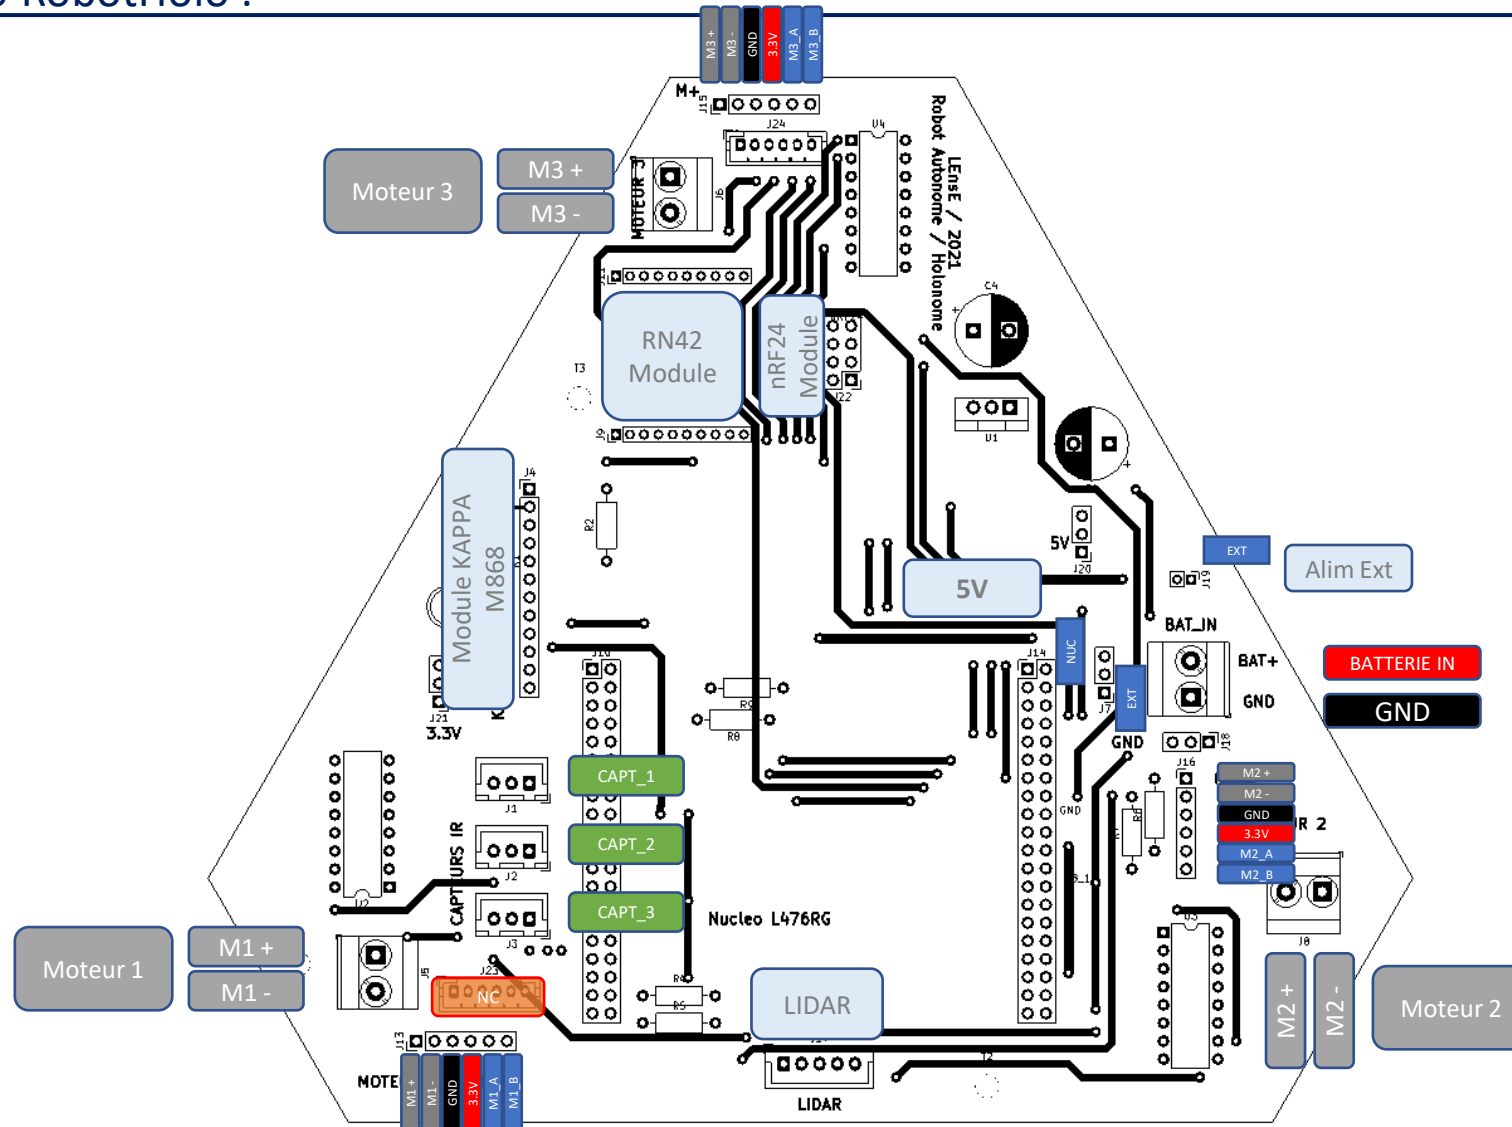 RobotHolo :
M3 +
M3 -
GND
3.3V
M3_A
M3_B
M+
J15
J24
U4
LEnsE / 2021
Robot Autonome / Holonome
Moteur 3
M3 +
M3 -
MOTEUR 3
J6
C4
RN42
Module
nRF24
Module
J22
T3
J9
U1
J4
Module KAPPA
M868
R2
5V
J20
5V
EXT
Alim Ext
J19
BAT_IN
BAT+
GND
BATTERIE IN
GND
NUC
EXT
J7
GND
J14
J21
3.3V
R9
R8
J18
J16
CAPT_1
CAPT_2
CAPT_3
J1
J2
J3
CAPTEURS IR
U2
GND
M2 +
M2 -
GND
3.3V
M2_A
M2_B
R 2
J8
U3
Nucleo L476RG
Moteur 1
M1 +
M1 -
J5
J23
NC
R4
R5
LIDAR
LIDAR
T2
M2 +
M2 -
Moteur 2
J13
MOTE
M1 +
M1 -
GND
3.3V
M1_A
M1_B